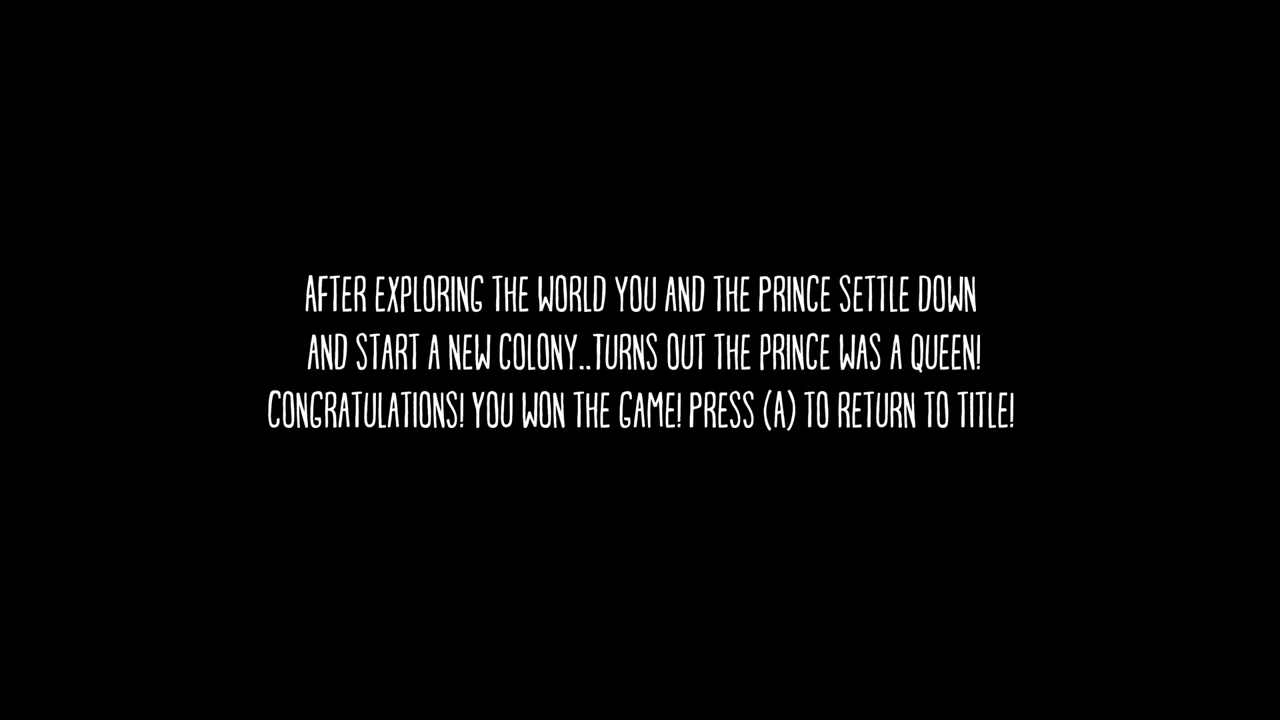 AFTER EXPLORING THE WORLD YOU AND THE PRINCE SETTLE DOWN
AND START A NEW COLONY..TURNS OUT THE PRINCE WAS A QUEEN!
CONGRATULATIONS! YOU WON THE GAME! PRESS (A) TO RETURN TO TITLE!